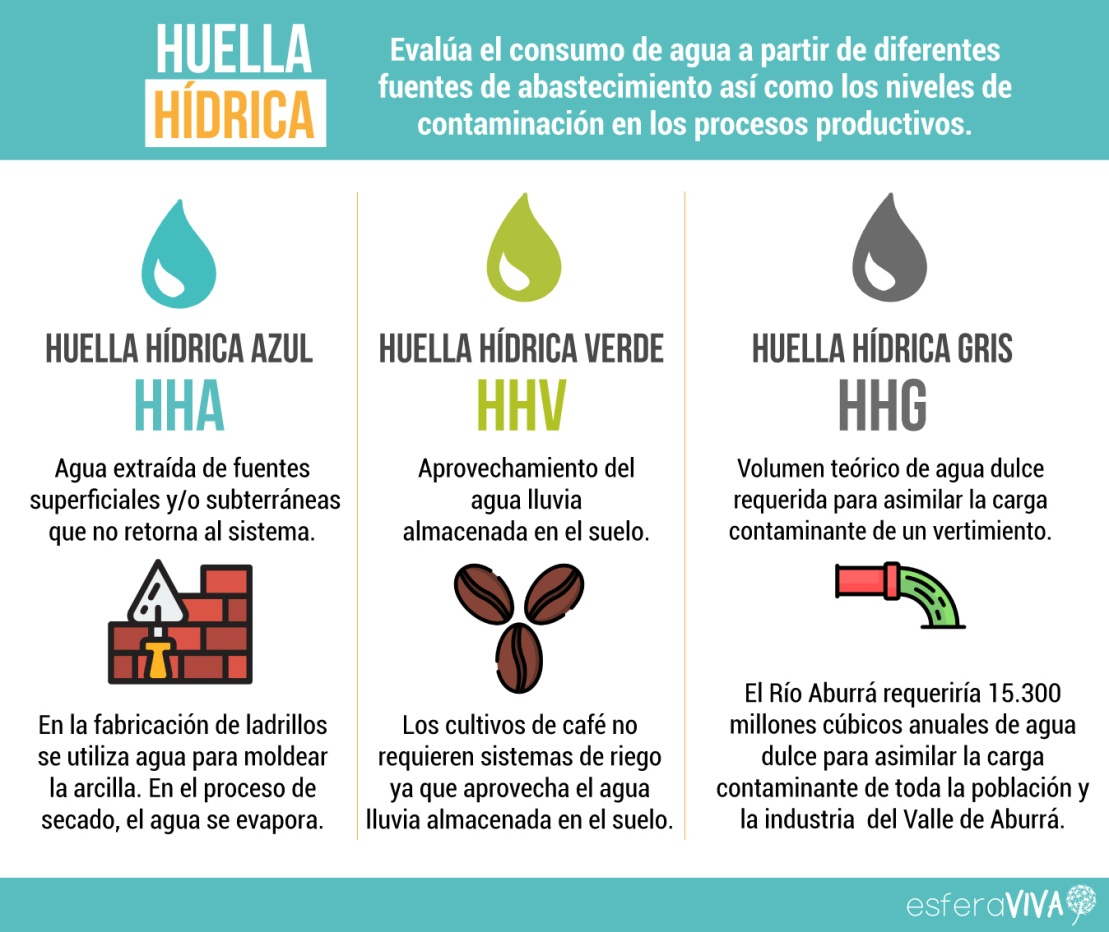 HUELLA
HÍDRICA
Evalúa el consumo de agua a partir de diferentes
fuentes de abastecimiento así como los niveles de
contaminación en los procesos productivos.
HUELLA HÍDRICA AZUL
HHA
Agua extraída de fuentes
superficiales y/o subterráneas
que no retorna al sistema.
En la fabricación de ladrillos
se utiliza agua para moldear
la arcilla. En el proceso de
secado, el agua se evapora.
HUELLA HÍDRICA VERDE
HHV
Aprovechamiento del
agua lluvia
almacenada en el suelo.
Los cultivos de café no
requieren sistemas de riego
ya que aprovecha el agua
lluvia almacenada en el suelo.
HUELLA HÍDRICA GRIS
HHG
Volumen teórico de agua dulce
requerida para asimilar la carga
contaminante de un vertimiento.
El Río Aburrá requeriría 15.300
millones cúbicos anuales de agua
dulce para asimilar la carga
contaminante de toda la población y
la industria del Valle de Aburrá.
esferaVIVA